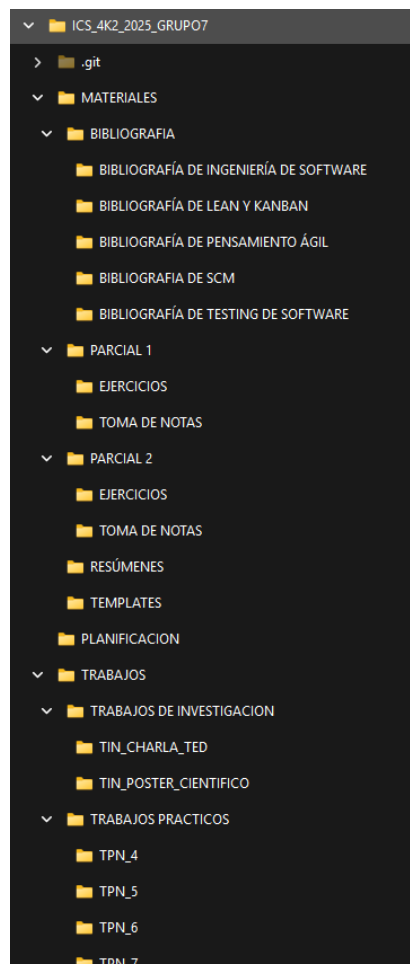 ICS_4K2_2025_GRUPO7
.git
MATERIALES
BIBLIOGRAFIA
BIBLIOGRAFÍA DE INGENIERÍA DE SOFTWARE
BIBLIOGRAFÍA DE LEAN Y KANBAN
BIBLIOGRAFÍA DE PENSAMIENTO ÁGIL
BIBLIOGRAFIA DE SCM
BIBLIOGRAFÍA DE TESTING DE SOFTWARE
PARCIAL 1
EJERCICIOS
TOMA DE NOTAS
PARCIAL 2
EJERCICIOS
TOMA DE NOTAS
RESÚMENES
TEMPLATES
PLANIFICACION
TRABAJOS
TRABAJOS DE INVESTIGACION
TIN_CHARLA_TED
TIN_POSTER_CIENTIFICO
TRABAJOS PRACTICOS
TPN_4
TPN_5
TPN_6
TPN_7